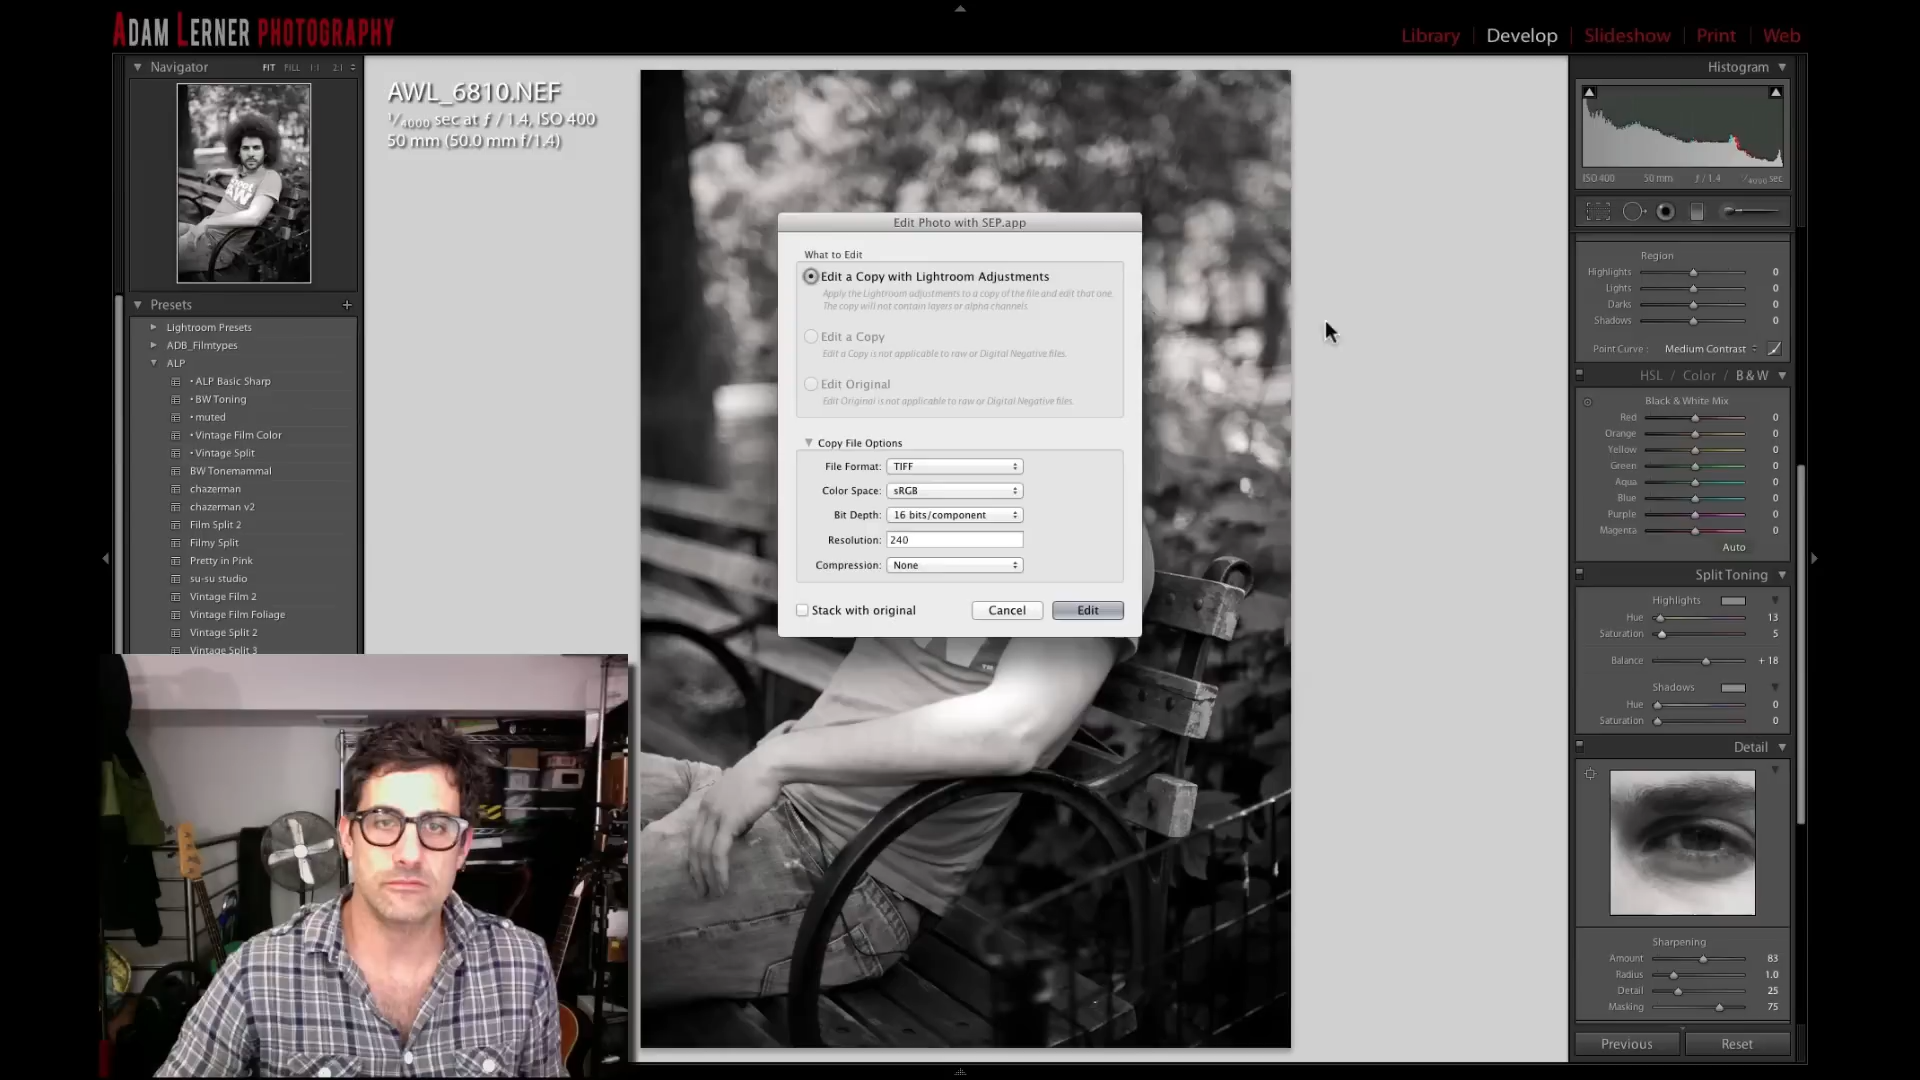 ADAM LERNER PHOTOGRAPHY
Library
Develop
Slideshow
Print
Web
Navigator
FIT
FILL
1:1
2:1
AWL_6810.NEF
1/4000 sec at f / 1.4, ISO 400
50 mm (50.0 mm f/1.4)
Presets
Lightroom Presets
ADB_Filmtypes
ALP
• ALP Basic Sharp
• BW Toning
• muted
• Vintage Film Color
• Vintage Split
BW Tonemammal
chazerman
chazerman v2
Film Split 2
Filmy Split
Pretty in Pink
su-su studio
Vintage Film 2
Vintage Film Foliage
Vintage Split 2
Vintage Split 3
Edit Photo with SEP.app
What to Edit
Edit a Copy with Lightroom Adjustments
Apply the Lightroom adjustments to a copy of the file and edit that one.
The copy will not contain layers or alpha channels.
Edit a Copy
Edit a Copy is not applicable to raw or Digital Negative files.
Edit Original
Edit Original is not applicable to raw or Digital Negative files.
Copy File Options
File Format: TIFF
Color Space: sRGB
Bit Depth: 16 bits/component
Resolution: 240
Compression: None
Stack with original
Cancel
Edit
Histogram
ISO 400 50 mm f / 1.4 1/4000 sec
Region
Highlights 0
Lights 0
Darks 0
Shadows 0
Point Curve : Medium Contrast
HSL / Color / B&W
Black & White Mix
Red 0
Orange 0
Yellow 0
Green 0
Aqua 0
Blue 0
Purple 0
Magenta 0
Auto
Split Toning
Highlights
Hue 13
Saturation 5
Balance + 18
Shadows
Hue 0
Saturation 0
Detail
Sharpening
Amount 83
Radius 1.0
Detail 25
Masking 75
Previous
Reset